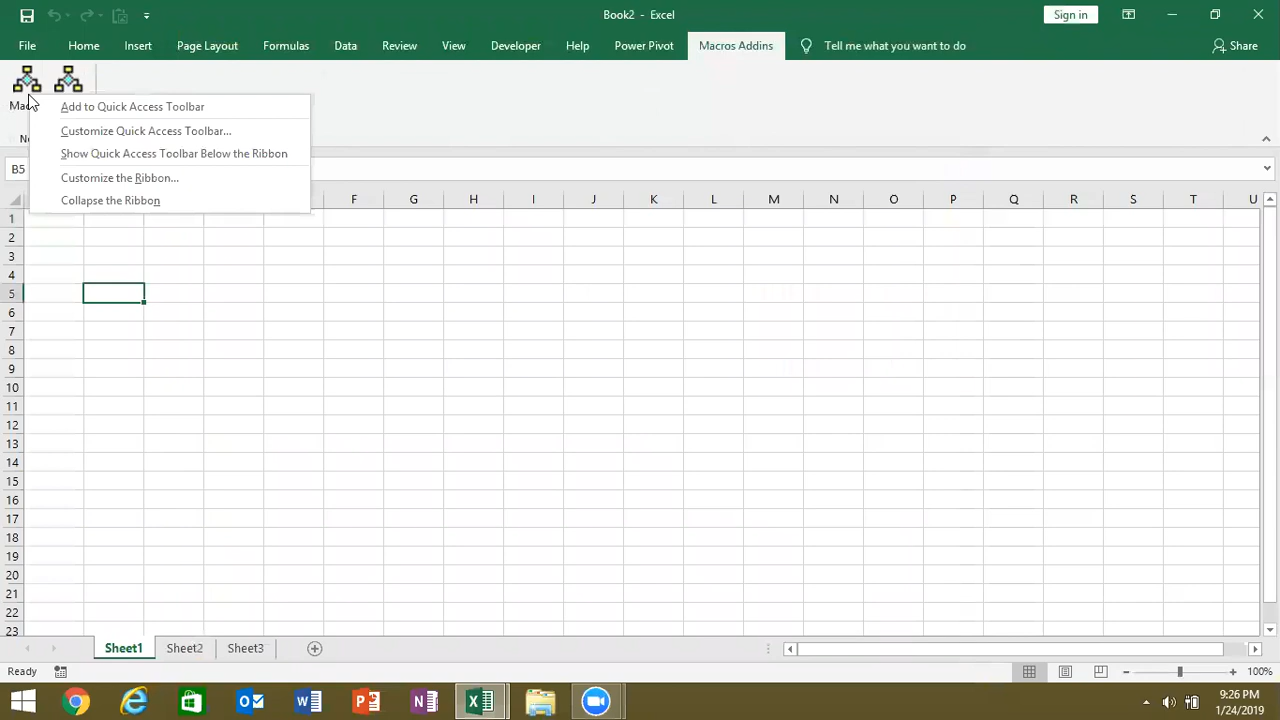 Book2 - Excel
Sign in
File Home Insert Page Layout Formulas Data Review View Developer Help Power Pivot Macros Addins Tell me what you want to do Share
Add to Quick Access Toolbar
Customize Quick Access Toolbar...
Show Quick Access Toolbar Below the Ribbon
Customize the Ribbon...
Collapse the Ribbon
B5
F G H I J K L M N O P Q R S T U
1
2
3
4
5
6
7
8
9
10
11
12
13
14
15
16
17
18
19
20
21
22
23
Sheet1 Sheet2 Sheet3
Ready 100%
9:26 PM
1/24/2019